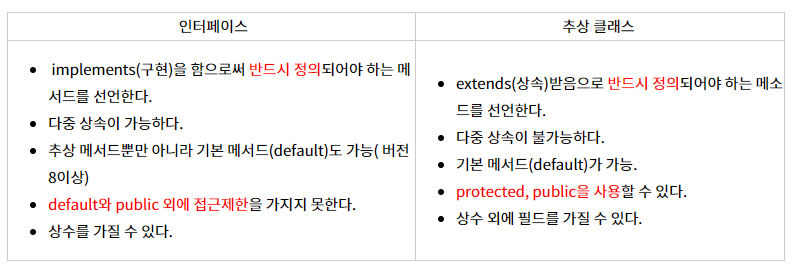 인터페이스
implements(구현)을 함으로써 반드시 정의되어야 하는 메
서드를 선언한다.
다중 상속이 가능하다.
추상 메서드뿐만 아니라 기본 메서드(default)도 가능( 버전
8이상)
default와 public 외에 접근제한을 가지지 못한다.
상수를 가질 수 있다.
추상 클래스
extends(상속)받음으로 반드시 정의되어야 하는 메소
드를 선언한다.
다중 상속이 불가능하다.
기본 메서드(default)가 가능.
protected, public을 사용할 수 있다.
상수 외에 필드를 가질 수 있다.